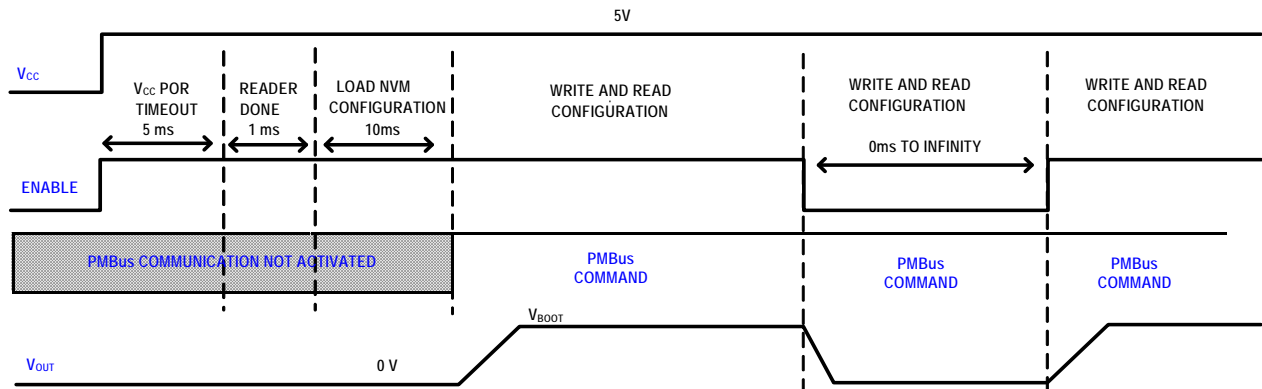 5V
VCC
VCC POR
TIMEOUT
5 ms
READER
DONE
1 ms
LOAD NVM
CONFIGURATION
10ms
WRITE AND READ
CONFIGURATION
WRITE AND READ
CONFIGURATION
WRITE AND READ
CONFIGURATION
0ms TO INFINITY
ENABLE
PMBus COMMUNICATION NOT ACTIVATED
PMBus
COMMAND
PMBus
COMMAND
PMBus
COMMAND
VBOOT
VOUT
0 V